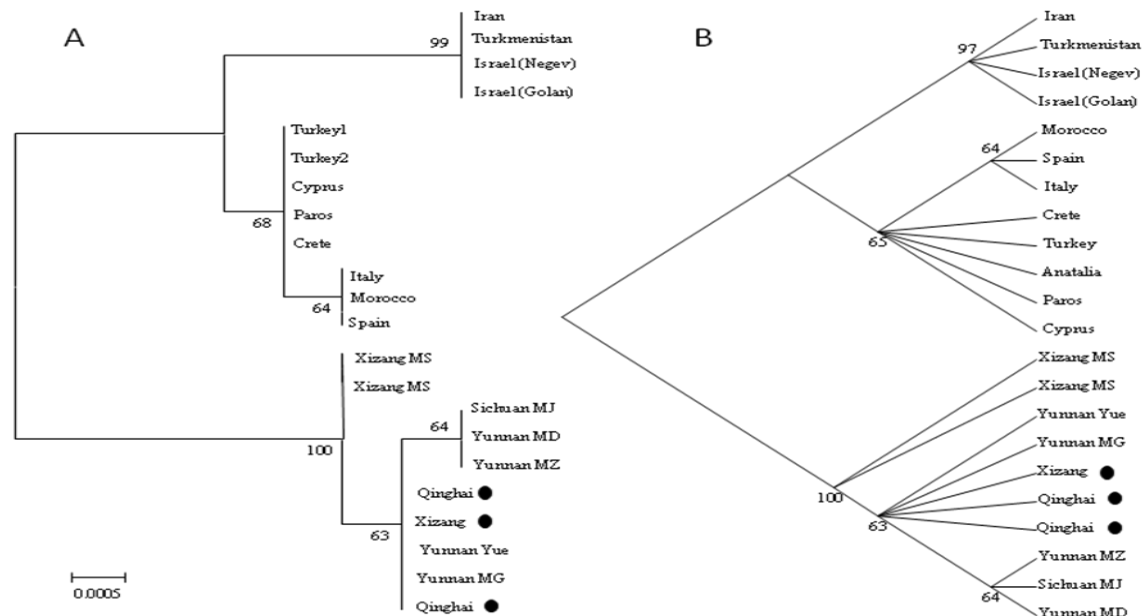 A
99
Iran
Turkmenistan
Israel (Negev)
Israel (Golan)
Turkey1
Turkey2
Cyprus
Paros
Crete
68
Italy
Morocco
Spain
64
Xizang MS
Xizang MS
100
Sichuan MJ
Yunnan MD
Yunnan MZ
64
Qinghai
Xizang
Yunnan Yue
Yunnan MG
Qinghai
63
0.0005
B
97
Iran
Turkmenistan
Israel (Negev)
Israel (Golan)
64
Morocco
Spain
Italy
65
Crete
Turkey
Anatalia
Paros
Cyprus
Xizang MS
Xizang MS
100
Yunnan Yue
Yunnan MG
Xizang
Qinghai
Qinghai
63
Yunnan MZ
Sichuan MJ
Yunnan MD
64